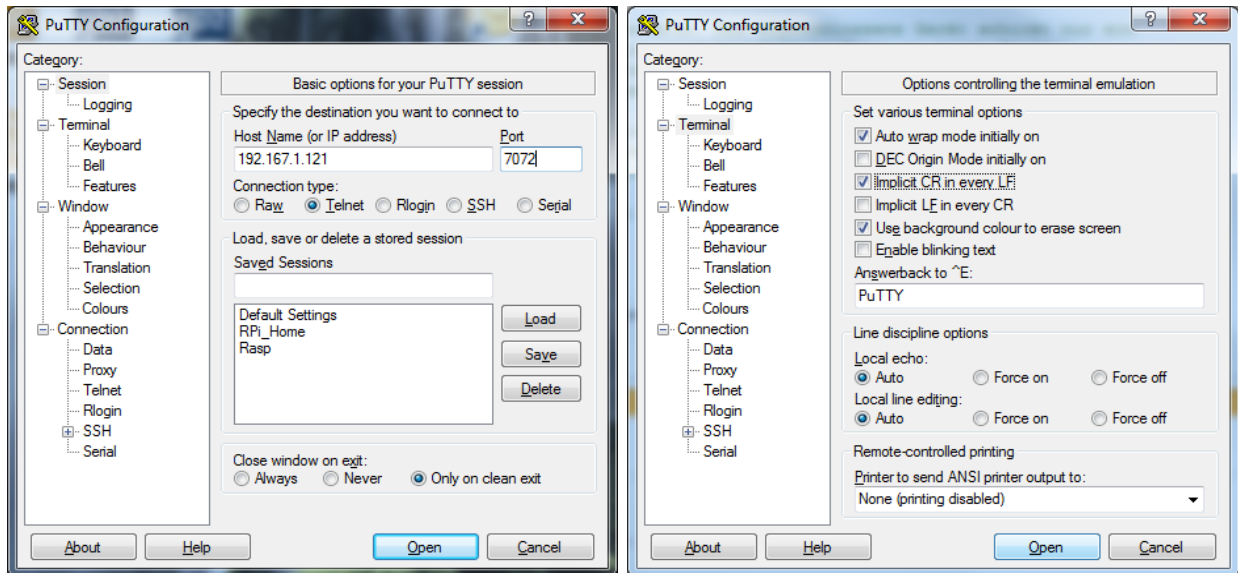 PuTTY Configuration
Category:
Session
Logging
Terminal
Keyboard
Bell
Features
Window
Appearance
Behaviour
Translation
Selection
Colours
Connection
Data
Proxy
Telnet
Rlogin
SSH
Serial
Basic options for your PuTTY session
Specify the destination you want to connect to
Host Name (or IP address) Port
192.167.1.121 7072
Connection type:
Raw Telnet Rlogin SSH Serial
Load, save or delete a stored session
Saved Sessions
Default Settings
RPi_Home
Rasp
Load
Save
Delete
Close window on exit:
Always Never Only on clean exit
About Help Open Cancel
PuTTY Configuration
Category:
Session
Logging
Terminal
Keyboard
Bell
Features
Window
Appearance
Behaviour
Translation
Selection
Colours
Connection
Data
Proxy
Telnet
Rlogin
SSH
Serial
Options controlling the terminal emulation
Set various terminal options
Auto wrap mode initially on
DEC Origin Mode initially on
Implicit CR in every LF
Implicit LF in every CR
Use background colour to erase screen
Enable blinking text
Answerback to ^E:
PuTTY
Line discipline options
Local echo:
Auto Force on Force off
Local line editing:
Auto Force on Force off
Remote-controlled printing
Printer to send ANSI printer output to:
None (printing disabled)
About Help Open Cancel